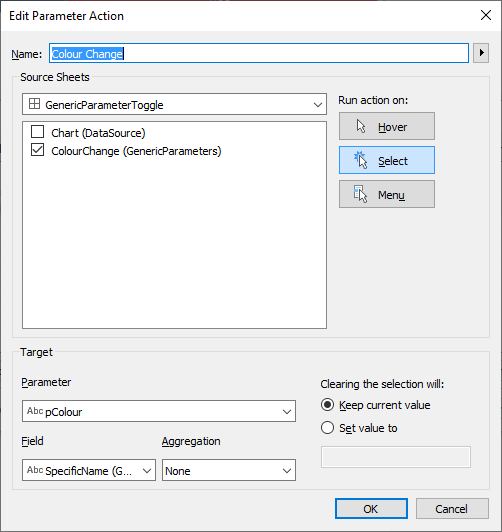 Edit Parameter Action
Name: Colour Change
Source Sheets
GenericParameterToggle
Run action on:
Chart (DataSource)
ColourChange (GenericParameters)
Hover
Select
Menu
Target
Parameter
Abc pColour
Clearing the selection will:
Keep current value
Set value to
Field
Aggregation
Abc SpecificName (G...
None
OK
Cancel